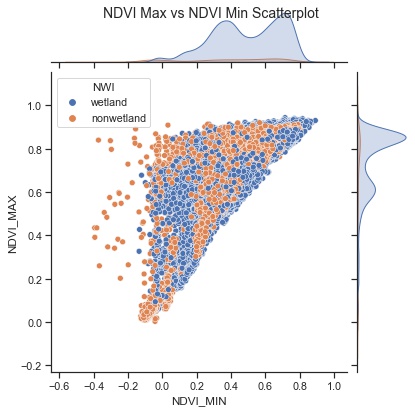 NDVI Max vs NDVI Min Scatterplot
NWI
wetland
nonwetland
1.0
0.8
0.6
0.4
0.2
0.0
−0.2
NDVI_MAX
−0.6 −0.4 −0.2 0.0 0.2 0.4 0.6 0.8 1.0
NDVI_MIN